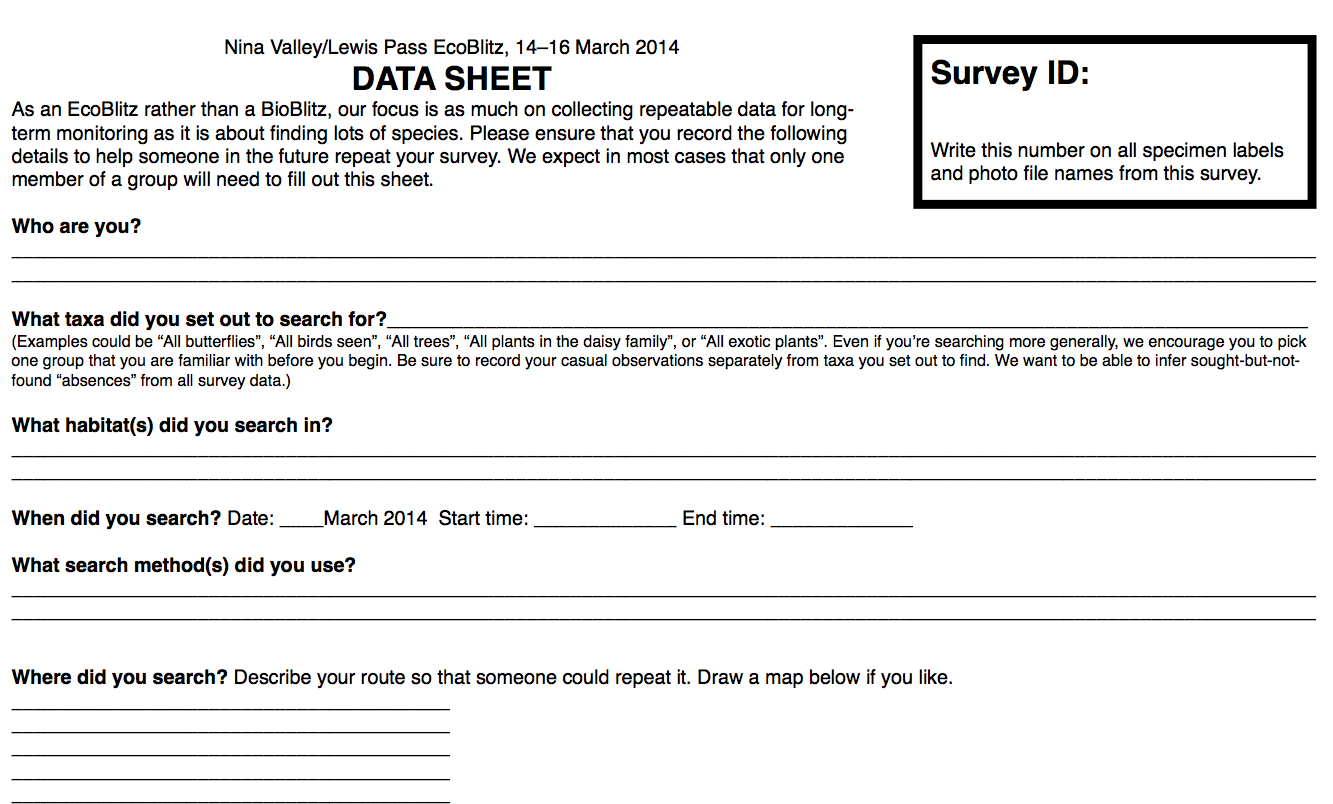 Nina Valley/Lewis Pass EcoBlitz, 14–16 March 2014
DATA SHEET
As an EcoBlitz rather than a BioBlitz, our focus is as much on collecting repeatable data for long-
term monitoring as it is about finding lots of species. Please ensure that you record the following
details to help someone in the future repeat your survey. We expect in most cases that only one
member of a group will need to fill out this sheet.
Survey ID:
Write this number on all specimen labels
and photo file names from this survey.
Who are you?
What taxa did you set out to search for?
(Examples could be “All butterflies”, “All birds seen”, “All trees”, “All plants in the daisy family”, or “All exotic plants”. Even if you’re searching more generally, we encourage you to pick
one group that you are familiar with before you begin. Be sure to record your casual observations separately from taxa you set out to find. We want to be able to infer sought-but-not-
found “absences” from all survey data.)
What habitat(s) did you search in?
When did you search? Date: ____March 2014 Start time: _____________ End time: _____________
What search method(s) did you use?
Where did you search? Describe your route so that someone could repeat it. Draw a map below if you like.